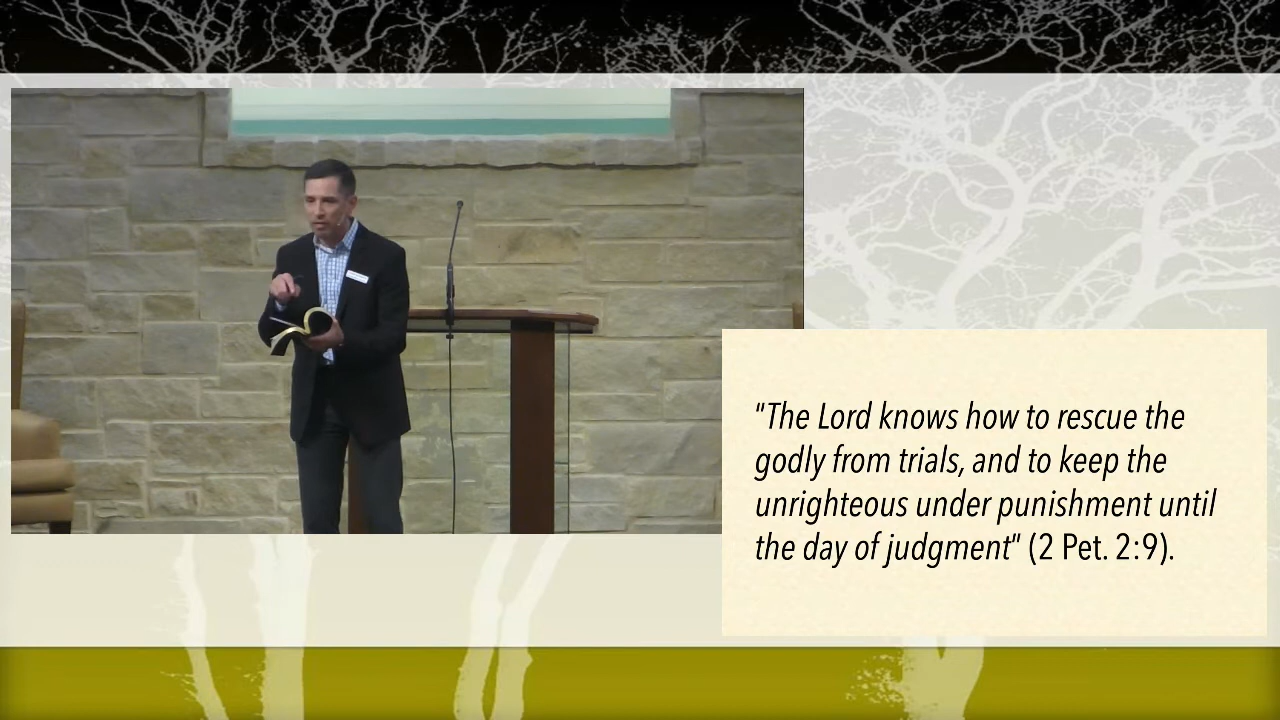 "The Lord knows how to rescue the
godly from trials, and to keep the
unrighteous under punishment until
the day of judgment" (2 Pet. 2:9).